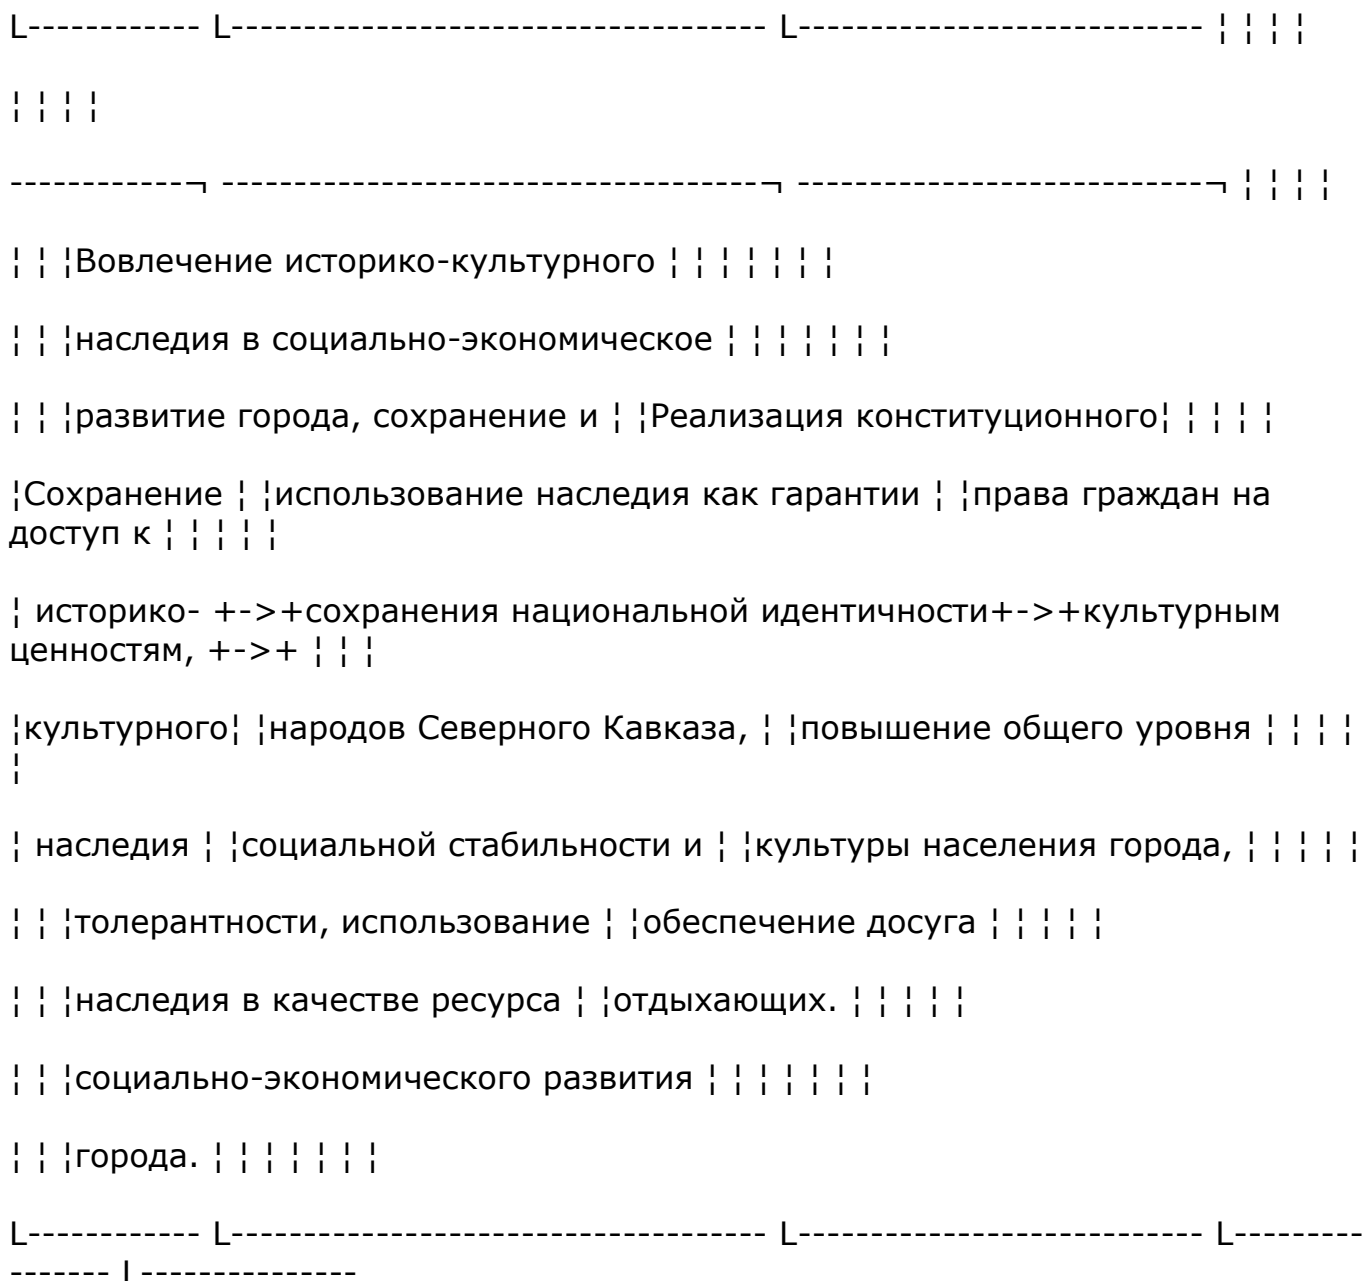 L------------ L------------------------------------- L---------------------------- ¦ ¦ ¦ ¦
¦ ¦ ¦ ¦
------------¬ -------------------------------------¬ ----------------------------¬ ¦ ¦ ¦ ¦
¦ ¦ ¦Вовлечение историко-культурного ¦ ¦ ¦ ¦ ¦ ¦ ¦
¦ ¦ ¦наследия в социально-экономическое ¦ ¦ ¦ ¦ ¦ ¦ ¦
¦ ¦ ¦развитие города, сохранение и ¦ ¦Реализация конституционного¦ ¦ ¦ ¦ ¦
¦Сохранение ¦ ¦использование наследия как гарантии ¦ ¦права граждан на
доступ к ¦ ¦ ¦ ¦ ¦
¦ историко- +->+сохранения национальной идентичности+->+культурным
ценностям, +->+ ¦ ¦ ¦
¦культурного¦ ¦народов Северного Кавказа, ¦ ¦повышение общего уровня ¦ ¦ ¦ ¦
¦
¦ наследия ¦ ¦социальной стабильности и ¦ ¦культуры населения города, ¦ ¦ ¦ ¦ ¦
¦ ¦ ¦толерантности, использование ¦ ¦обеспечение досуга ¦ ¦ ¦ ¦ ¦
¦ ¦ ¦наследия в качестве ресурса ¦ ¦отдыхающих. ¦ ¦ ¦ ¦ ¦
¦ ¦ ¦социально-экономического развития ¦ ¦ ¦ ¦ ¦ ¦ ¦
¦ ¦ ¦города. ¦ ¦ ¦ ¦ ¦ ¦ ¦
L------------ L------------------------------------- L---------------------------- L---------
------- L---------------